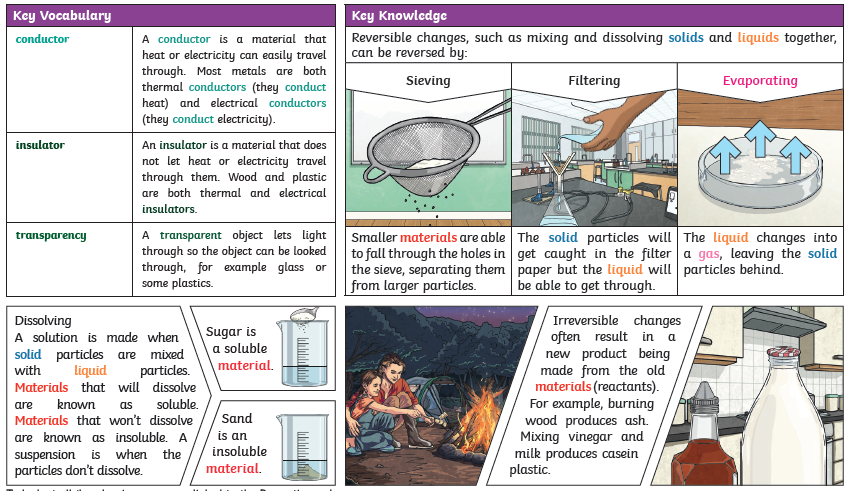 Key Vocabulary
conductor
A conductor is a material that
heat or electricity can easily travel
through. Most metals are both
thermal conductors (they conduct
heat) and electrical conductors
(they conduct electricity).
insulator
An insulator is a material that does
not let heat or electricity travel
through them. Wood and plastic
are both thermal and electrical
insulators.
transparency
A transparent object lets light
through so the object can be looked
through, for example glass or
some plastics.
Key Knowledge
Reversible changes, such as mixing and dissolving solids and liquids together,
can be reversed by:
Sieving
Smaller materials are able
to fall through the holes in
the sieve, separating them
from larger particles.
Filtering
The solid particles will
get caught in the filter
paper but the liquid will
be able to get through.
Evaporating
The liquid changes into
a gas, leaving the solid
particles behind.
Dissolving
A solution is made when
solid particles are mixed
with liquid particles.
Materials that will dissolve
are known as soluble.
Materials that won't dissolve
are known as insoluble. A
suspension is when the
particles don't dissolve.
Sugar is
a soluble
material.
Sand
is an
insoluble
material.
Irreversible changes
often result in a
new product being
made from the old
materials (reactants).
For example, burning
wood produces ash.
Mixing vinegar and
milk produces casein
plastic.